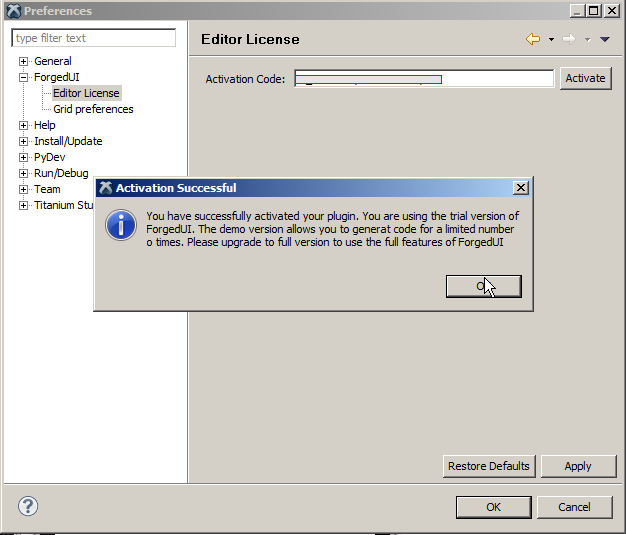 Preferences
type filter text
Editor License
General
ForgedUI
Editor License
Grid preferences
Help
Install/Update
PyDev
Run/Debug
Team
Titanium Stu
Activation Code:
Activate
Activation Successful
You have successfully activated your plugin. You are using the trial version of
ForgedUI. The demo version allows you to generat code for a limited number
o times. Please upgrade to full version to use the full features of ForgedUI
Restore Defaults
Apply
OK
Cancel